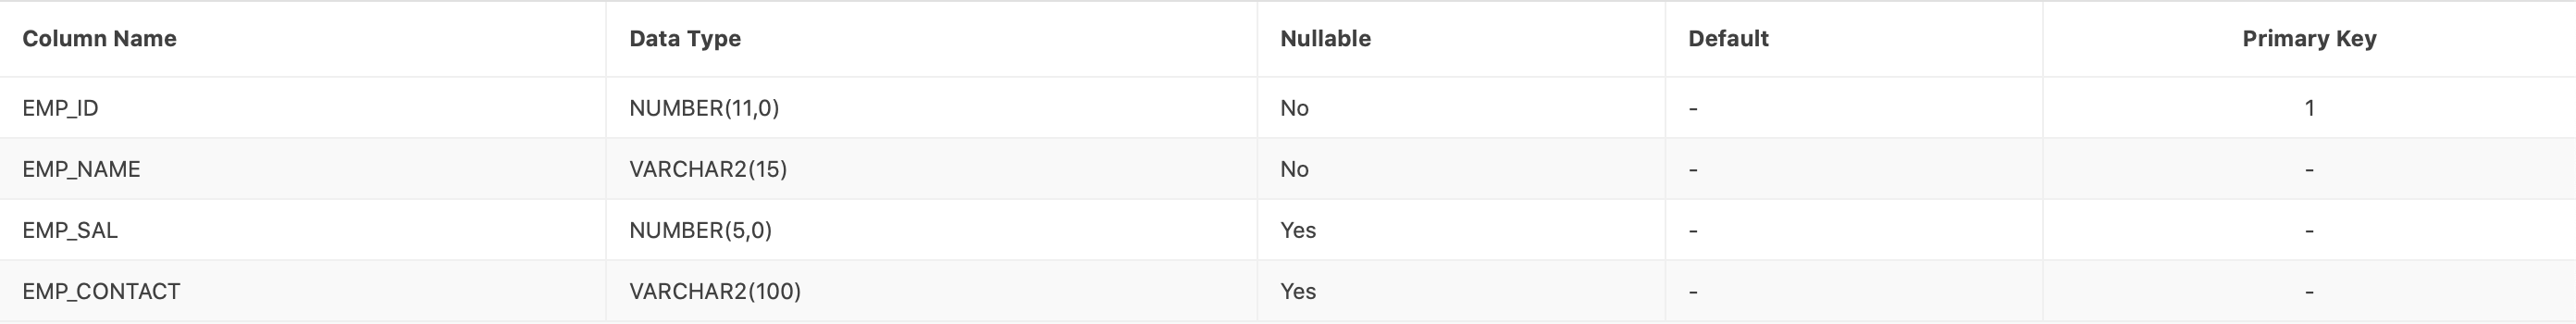 Column Name Data Type Nullable Default Primary Key
EMP_ID NUMBER(11,0) No - 1
EMP_NAME VARCHAR2(15) No - -
EMP_SAL NUMBER(5,0) Yes - -
EMP_CONTACT VARCHAR2(100) Yes - -